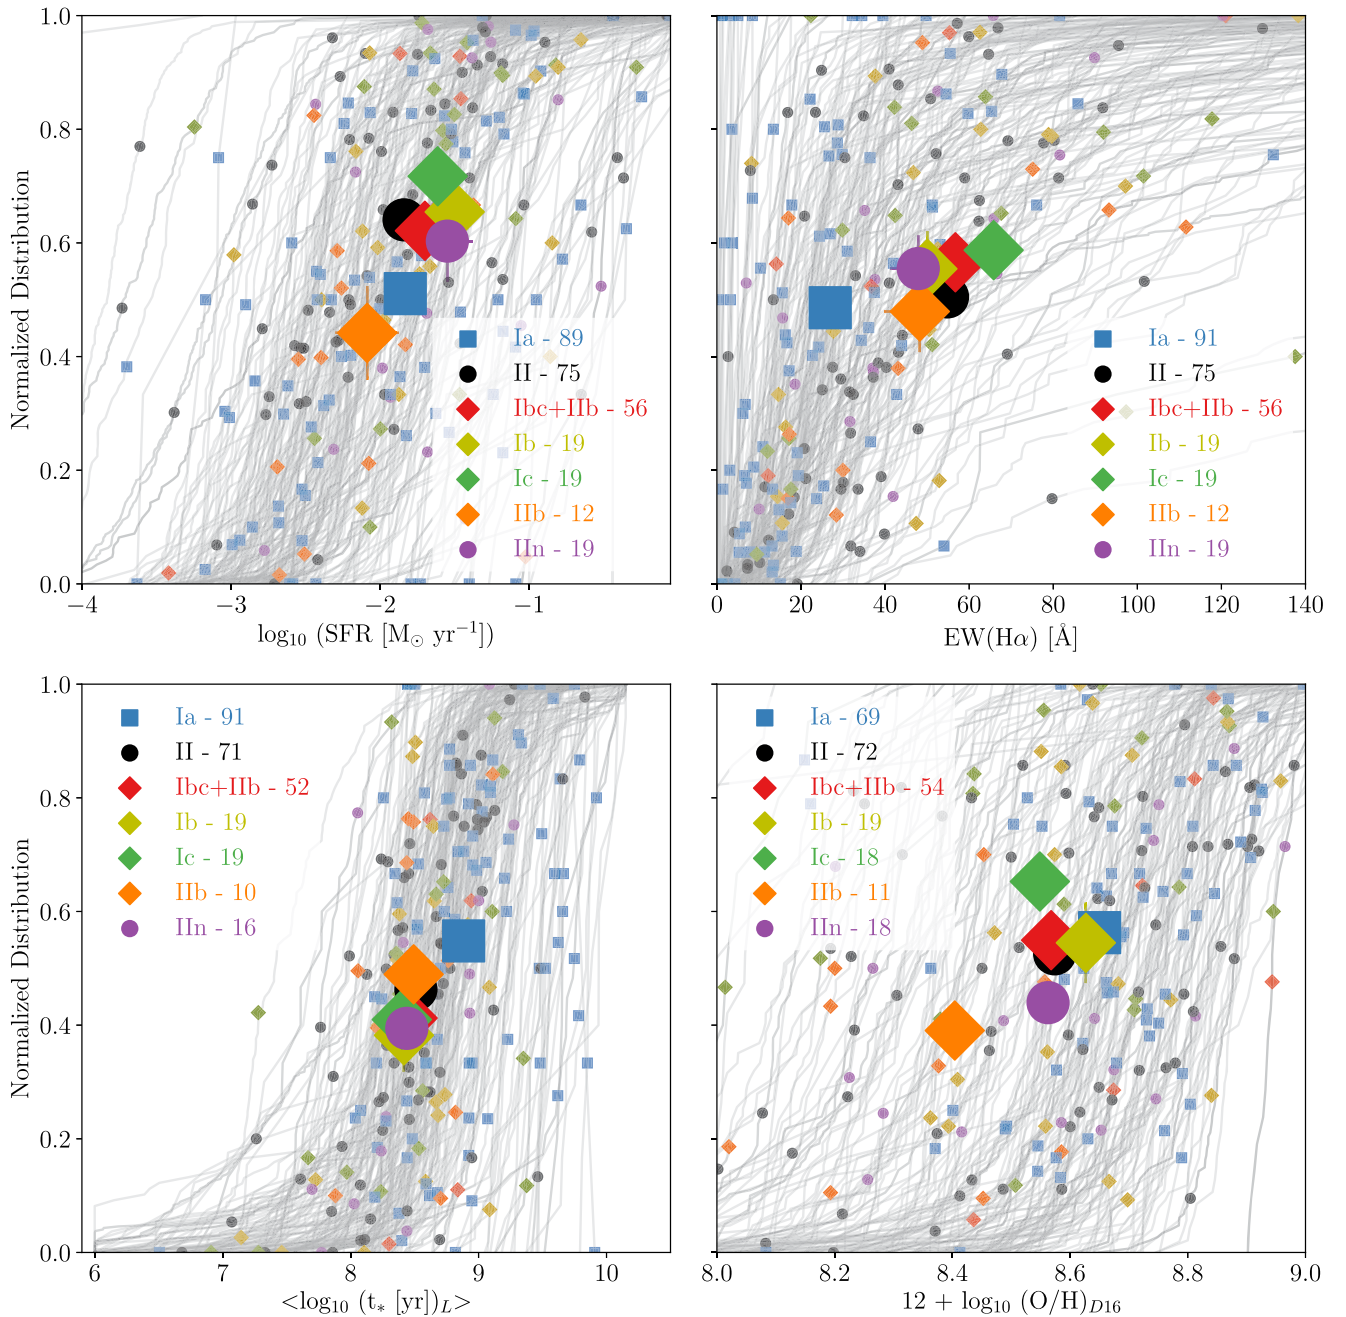 1.0
0.8
0.6
0.4
0.2
0.0
Normalized Distribution
Ia - 89
II - 75
Ibc+IIb - 56
Ib - 19
Ic - 19
IIb - 12
IIn - 19
−4 −3 −2 −1
log₁₀ (SFR [M⊙ yr⁻¹])
Ia - 91
II - 75
Ibc+IIb - 56
Ib - 19
Ic - 19
IIb - 12
IIn - 19
0 20 40 60 80 100 120 140
EW(Hα) [Å]
1.0
0.8
0.6
0.4
0.2
0.0
Normalized Distribution
Ia - 91
II - 71
Ibc+IIb - 52
Ib - 19
Ic - 19
IIb - 10
IIn - 16
6 7 8 9 10
<log₁₀ (t* [yr])L>
Ia - 69
II - 72
Ibc+IIb - 54
Ib - 19
Ic - 18
IIb - 11
IIn - 18
8.0 8.2 8.4 8.6 8.8 9.0
12 + log₁₀ (O/H)D16